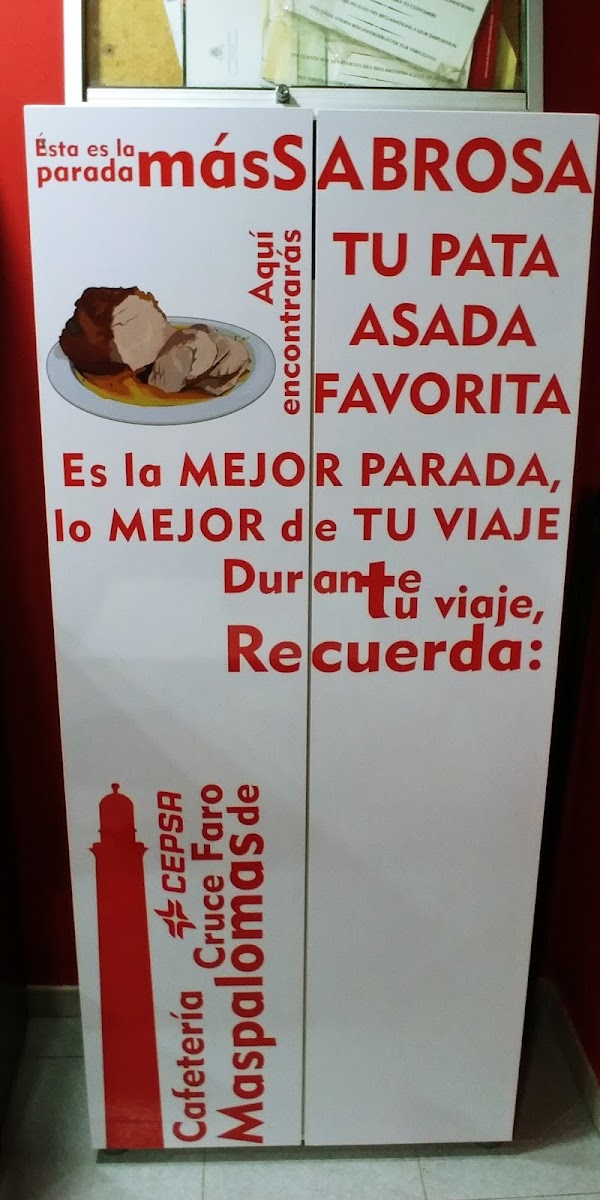 Ésta es la
parada másSABROSA
Aquí
encontrarás
TU PATA
ASADA
FAVORITA
Es la MEJOR PARADA,
lo MEJOR de TU VIAJE
Durante
tu viaje,
Recuerda:
CEPSA
Cafetería Cruce Faro
Maspalomas de